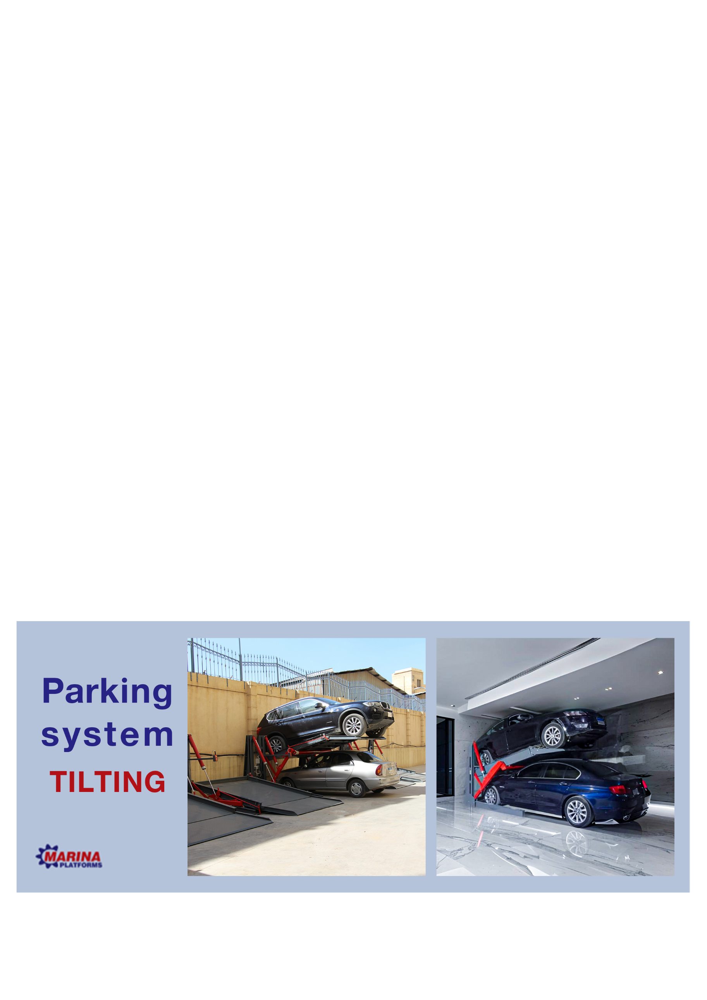 Parking
system
TILTING
MARINA
PLATFORMS